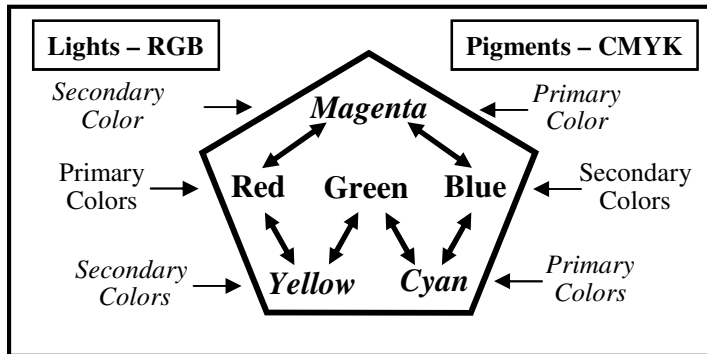 Lights – RGB
Pigments – CMYK
Secondary
Color
Magenta
Primary
Color
Primary
Colors
Red
Green
Blue
Secondary
Colors
Secondary
Colors
Yellow
Cyan
Primary
Colors